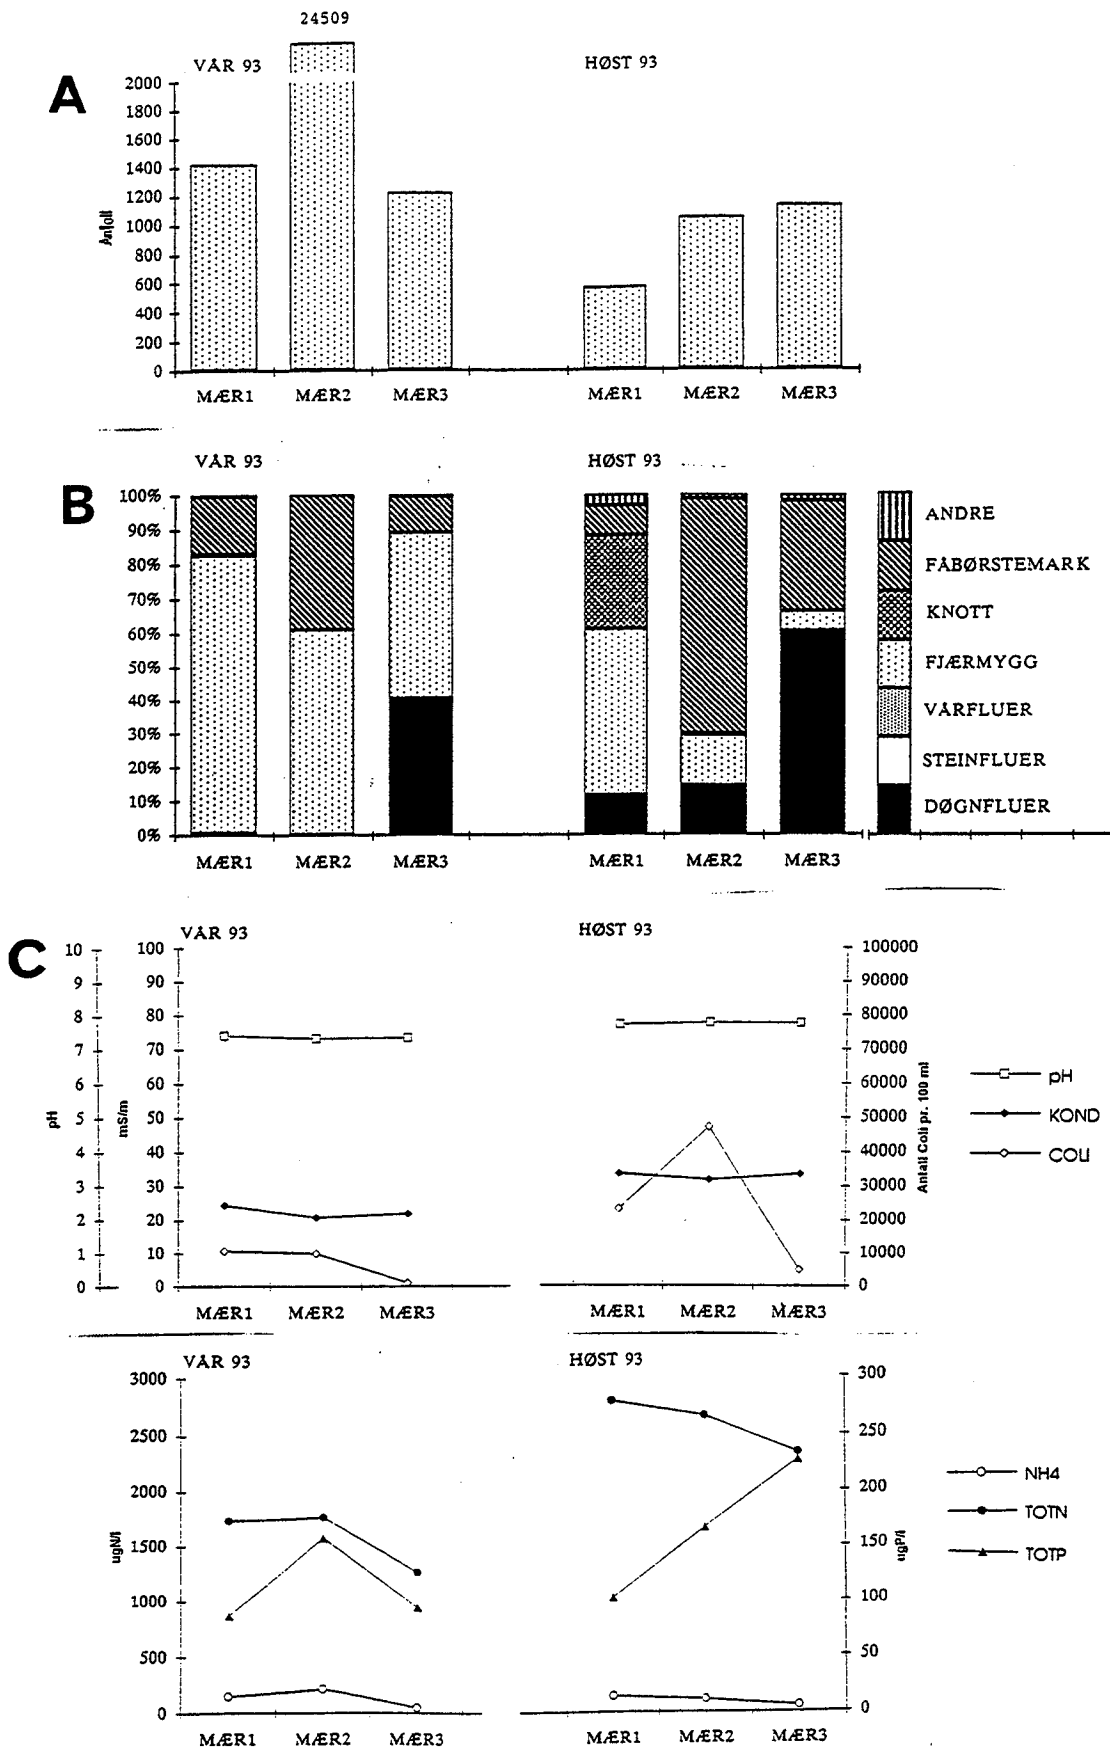 24509
VÅR 93
HØST 93
A
2000
1800
1600
1400
1200
1000
800
600
400
200
0
Antall
MÆR1 MÆR2 MÆR3 MÆR1 MÆR2 MÆR3
VÅR 93
HØST 93
B
100%
90%
80%
70%
60%
50%
40%
30%
20%
10%
0%
MÆR1 MÆR2 MÆR3 MÆR1 MÆR2 MÆR3
ANDRE
FÅBØRSTEMARK
KNOTT
FJÆRMYGG
VÅRFLUER
STEINFLUER
DØGNFLUER
C
VÅR 93
HØST 93
10
9
8
7
6
5
4
3
2
1
0
pH
100
90
80
70
60
50
40
30
20
10
0
mS/m
100000
90000
80000
70000
60000
50000
40000
30000
20000
10000
0
Antall Coli pr. 100 ml
MÆR1 MÆR2 MÆR3 MÆR1 MÆR2 MÆR3
pH
KOND
COLI
VÅR 93
HØST 93
3000
2500
2000
1500
1000
500
0
ugN/l
300
250
200
150
100
50
0
ugP/l
MÆR1 MÆR2 MÆR3 MÆR1 MÆR2 MÆR3
NH4
TOTN
TOTP